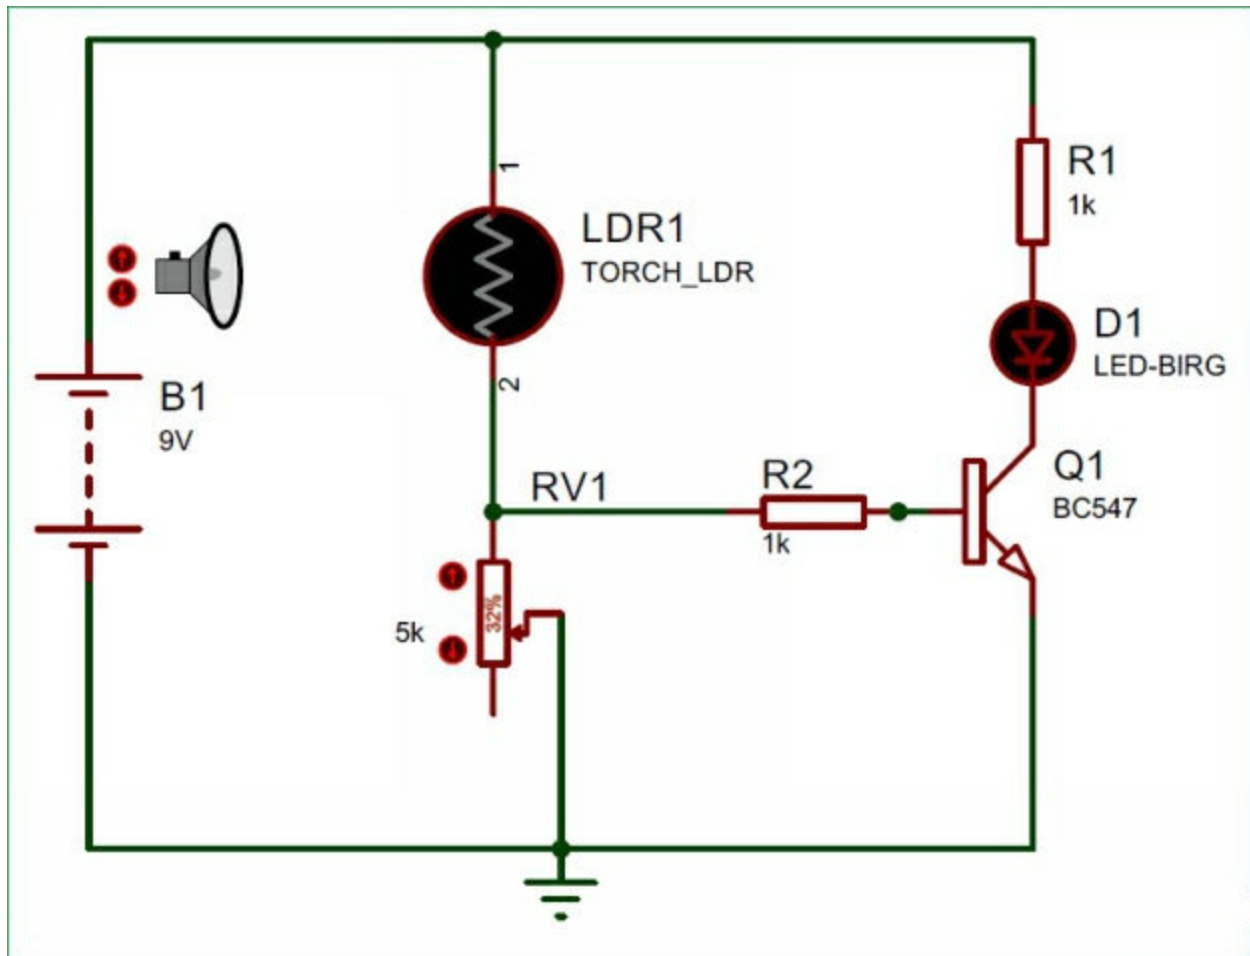 1
LDR1
TORCH_LDR
2
R1
1k
D1
LED-BIRG
B1
9V
RV1
R2
1k
Q1
BC547
32%
5k